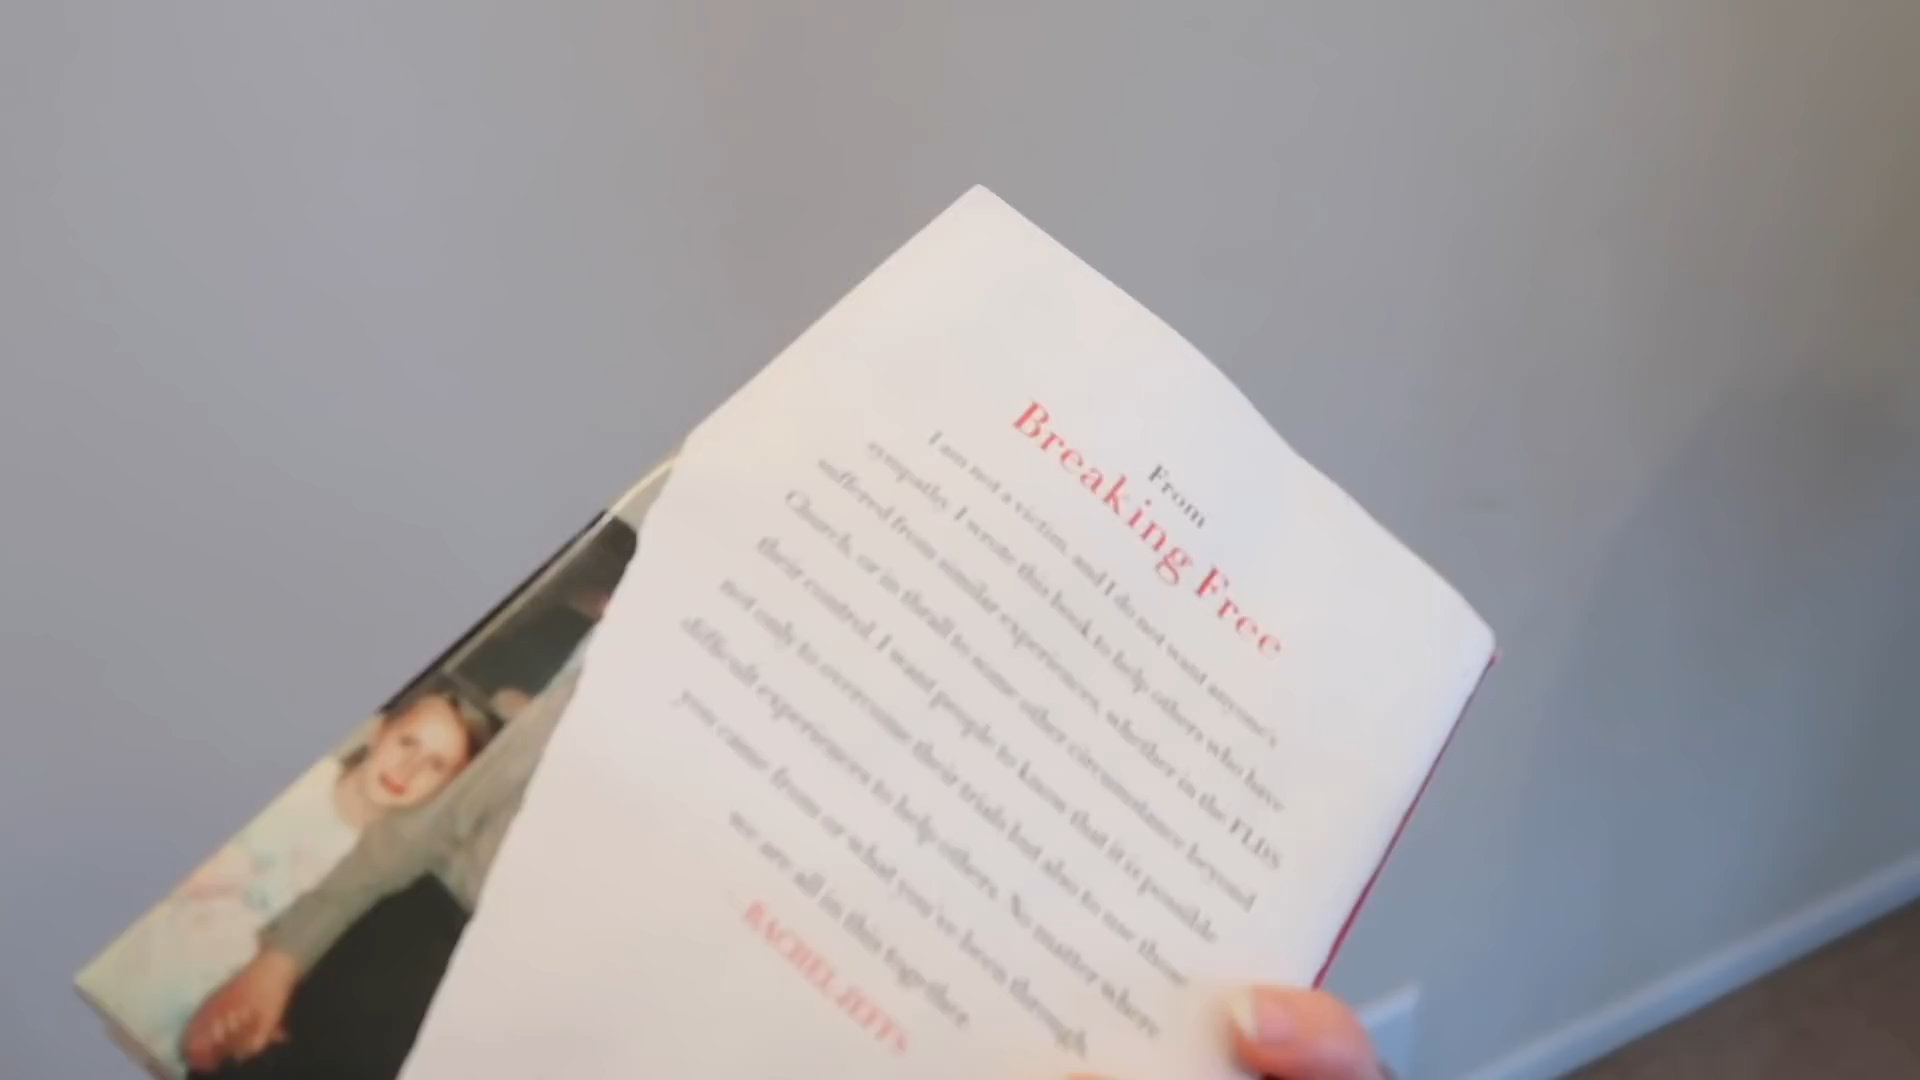 From
Breaking Free
I am not a victim, and I do not want anyone's
sympathy. I wrote this book to help others who have
suffered from similar experiences, whether in the FLDS
Church, or in thrall to some other circumstance beyond
their control. I want people to know that it is possible
not only to overcome their trials but also to use those
difficult experiences to help others. No matter where
you came from or what you've been through
we are all in this together.
—RACHEL JEFFS